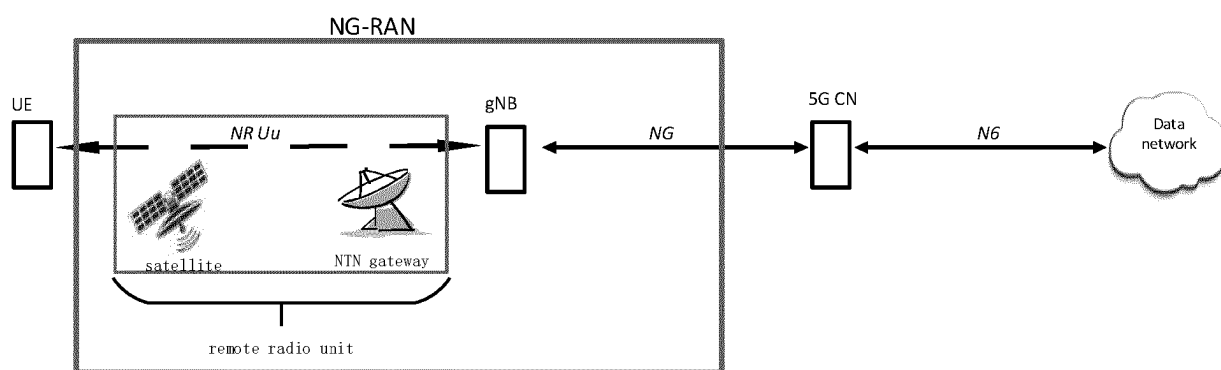 NG-RAN
UE
gNB
5G CN
NR Uu
NG
N6
Data
network
satellite
NTN gateway
remote radio unit